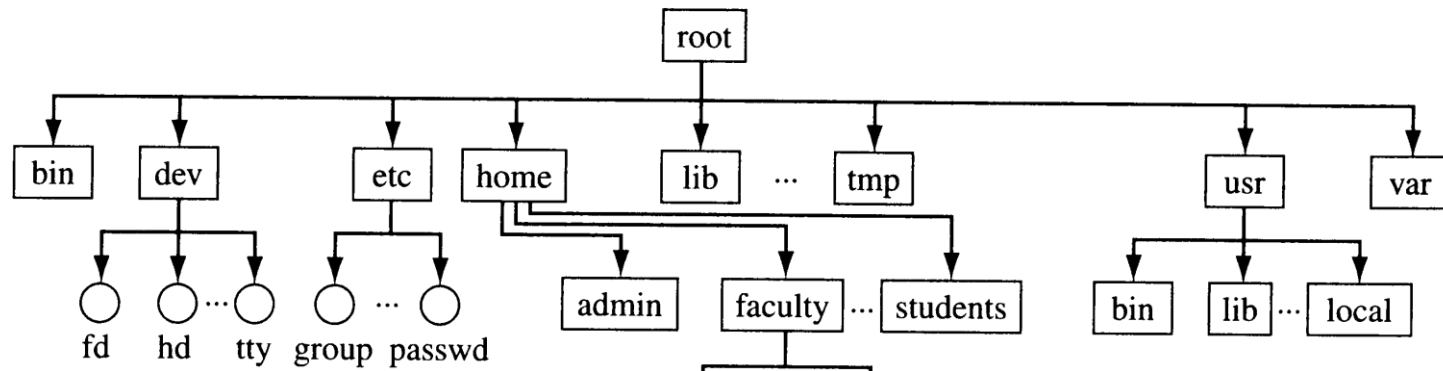 root
bin dev etc home lib ... tmp usr var
admin faculty ... students bin lib ... local
... ...
fd hd tty group passwd